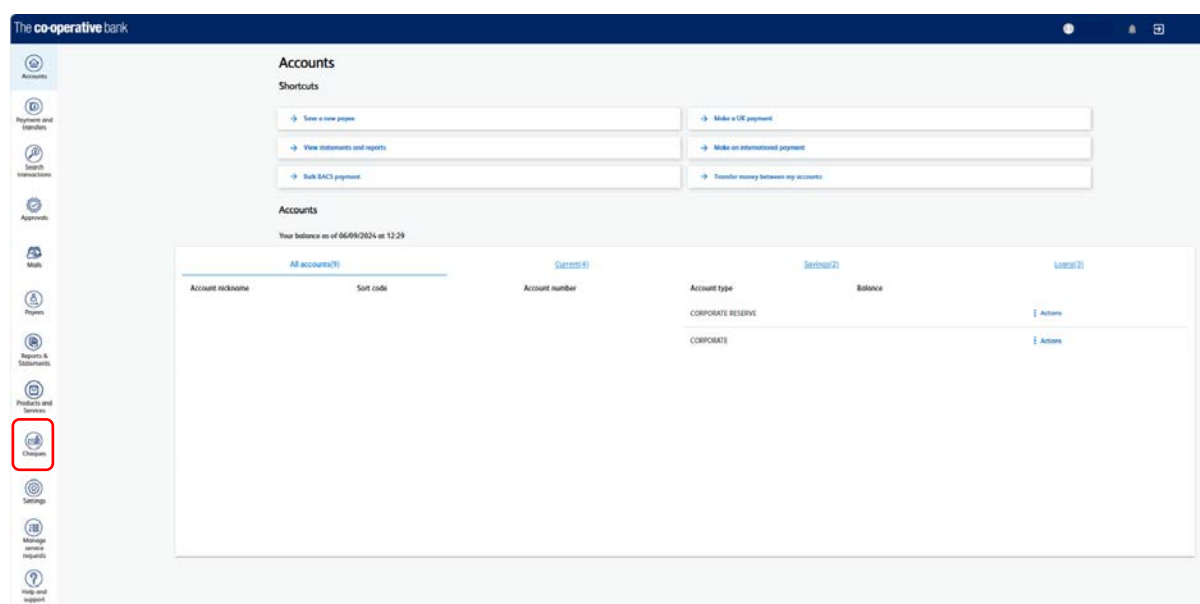 The co-operative bank
Accounts
Payment and
transfers
Search
transactions
Approvals
Mails
Payees
Reports &
Statements
Products and
Services
Cheques
Settings
Manage
service
requests
Help and
support
Accounts
Shortcuts
Save a new payee
Make a UK payment
View statements and reports
Make an international payment
Bulk BACS payment
Transfer money between my accounts
Accounts
Your balance as of 06/09/2024 at 12:29
All accounts(9) Current(4) Savings(2) Loans(3)
Account nickname Sort code Account number Account type Balance
CORPORATE RESERVE Actions
CORPORATE Actions